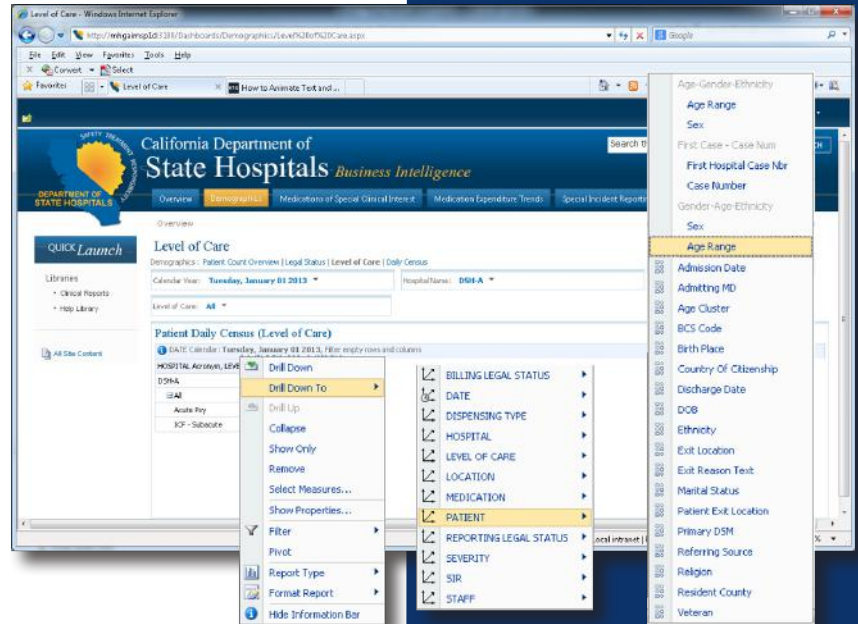 Level of Care - Windows Internet Explorer
Google
File Edit View Favorites Tools Help
Convert Select
Favorites Level of Care How to Animate Text and ...
SAFETY TREATMENT RESPONSIBILITY
DEPARTMENT OF
STATE HOSPITALS
California Department of
State Hospitals Business Intelligence
Search th
Overview Demographics Medications of Special Clinical Interest Medication Expenditure Trends Special Incident Reportin
Overview
QUICK Launch
Libraries
• Clinical Reports
• Help Library
All Site Content
Level of Care
Demographics : Patient Count Overview | Legal Status | Level of Care | Daily Census
Calendar Year: Tuesday, January 01 2013
Hospital Name: DSH-A
Level of Care: All
Patient Daily Census (Level of Care)
DATE Calendar: Tuesday, January 01 2013, Filter empty rows and columns
HOSPITAL Acronym, LEVE
DSH-A
All
Acute Psy
ICF - Subacute
Drill Down
Drill Down To
Drill Up
Collapse
Show Only
Remove
Select Measures...
Show Properties...
Filter
Pivot
Report Type
Format Report
Hide Information Bar
BILLING LEGAL STATUS
DATE
DISPENSING TYPE
HOSPITAL
LEVEL OF CARE
LOCATION
MEDICATION
PATIENT
REPORTING LEGAL STATUS
SEVERITY
SIR
STAFF
Age-Gender-Ethnicity
Age Range
Sex
First Case - Case Num
First Hospital Case Nbr
Case Number
Gender-Age-Ethnicity
Sex
Age Range
Admission Date
Admitting MD
Age Cluster
BCS Code
Birth Place
Country Of Citizenship
Discharge Date
DOB
Ethnicity
Exit Location
Exit Reason Text
Marital Status
Patient Exit Location
Primary DSM
Referring Source
Religion
Resident County
Veteran
ocal intranet |
%